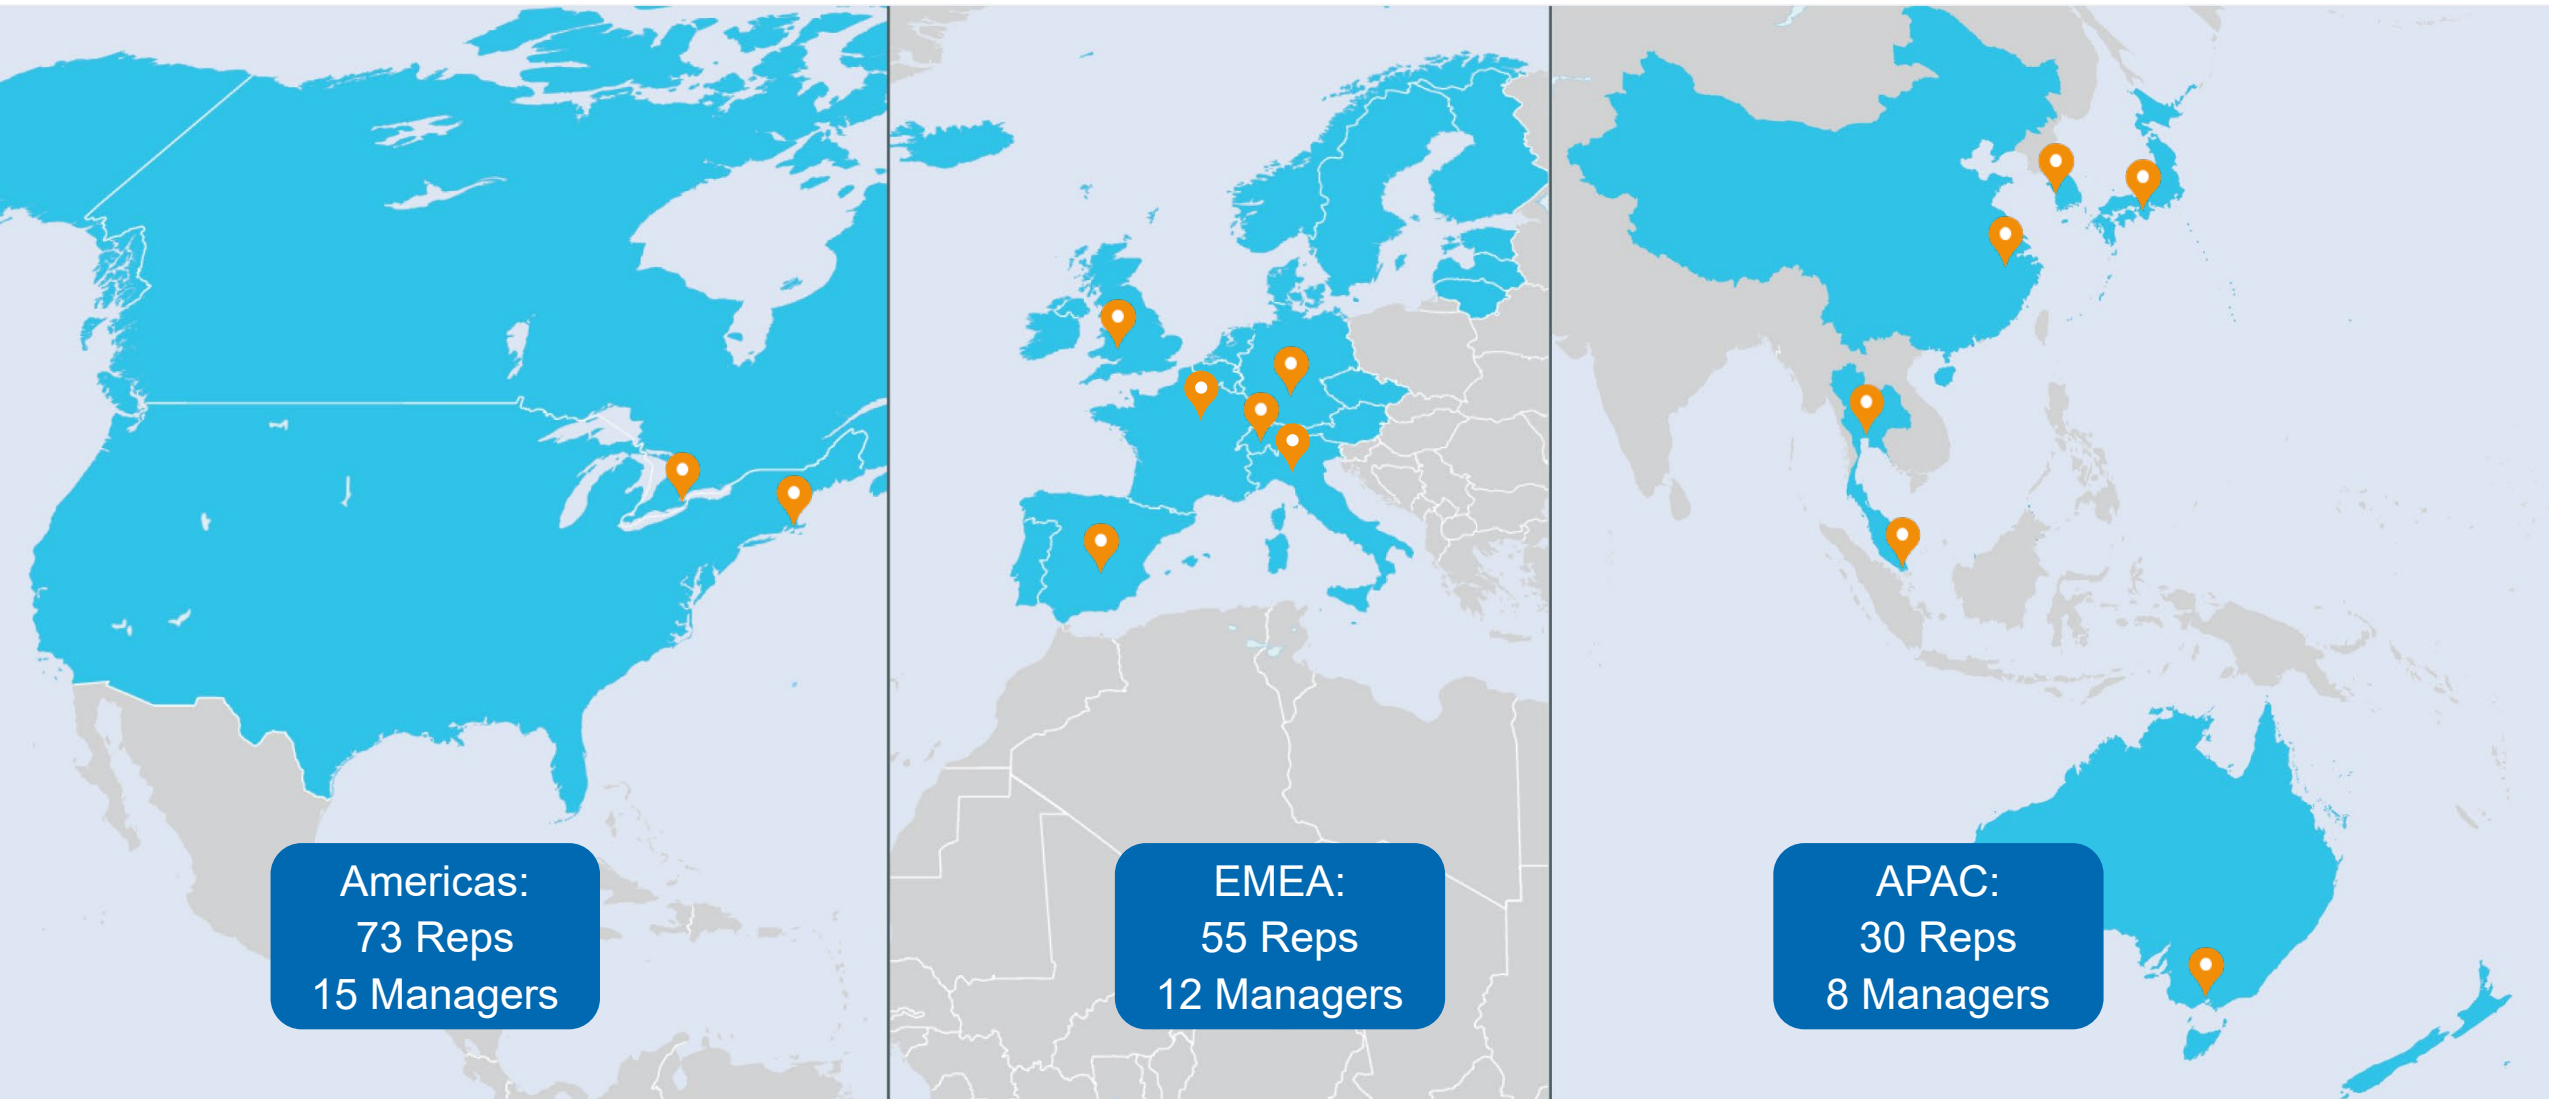 Americas:
73 Reps
15 Managers
EMEA:
55 Reps
12 Managers
APAC:
30 Reps
8 Managers